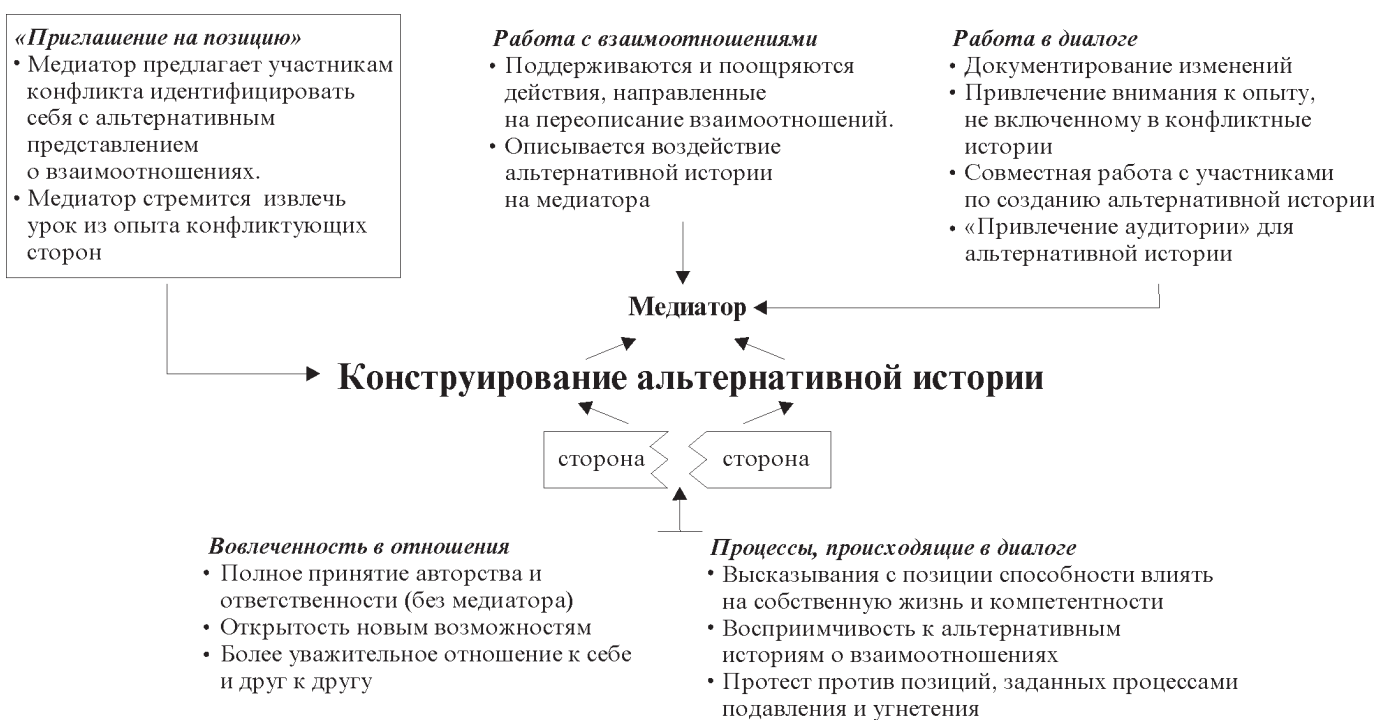 «Приглашение на позицию»
• Медиатор предлагает участникам
конфликта идентифицировать
себя с альтернативным
представлением
о взаимоотношениях.
• Медиатор стремится извлечь
урок из опыта конфликтующих
сторон
Работа с взаимоотношениями
• Поддерживаются и поощряются
действия, направленные
на переописание взаимоотношений.
• Описывается воздействие
альтернативной истории
на медиатора
Работа в диалоге
• Документирование изменений
• Привлечение внимания к опыту,
не включенному в конфликтные
истории
• Совместная работа с участниками
по созданию альтернативной истории
• «Привлечение аудитории» для
альтернативной истории
Медиатор
Конструирование альтернативной истории
сторона
сторона
Вовлеченность в отношения
• Полное принятие авторства и
ответственности (без медиатора)
• Открытость новым возможностям
• Более уважительное отношение к себе
и друг к другу
Процессы, происходящие в диалоге
• Высказывания с позиции способности влиять
на собственную жизнь и компетентности
• Восприимчивость к альтернативным
историям о взаимоотношениях
• Протест против позиций, заданных процессами
подавления и угнетения